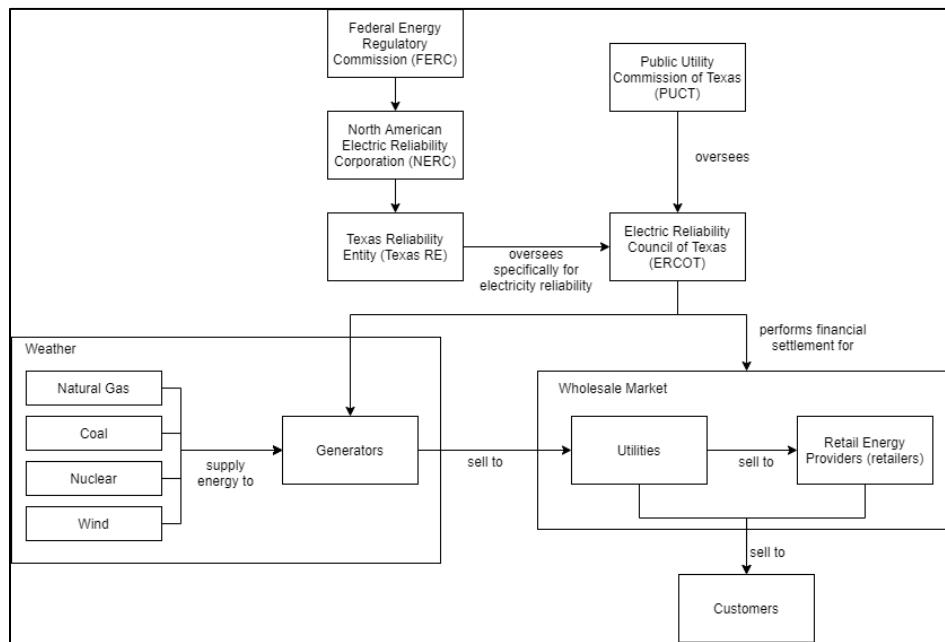 Federal Energy
Regulatory
Commission (FERC)
Public Utility
Commission of Texas
(PUCT)
North American
Electric Reliability
Corporation (NERC)
oversees
Texas Reliability
Entity (Texas RE)
oversees
specifically for
electricity reliability
Electric Reliability
Council of Texas
(ERCOT)
performs financial
settlement for
Weather
Natural Gas
Coal
Nuclear
Wind
supply
energy to
Generators
sell to
Wholesale Market
Utilities
sell to
Retail Energy
Providers (retailers)
sell to
Customers